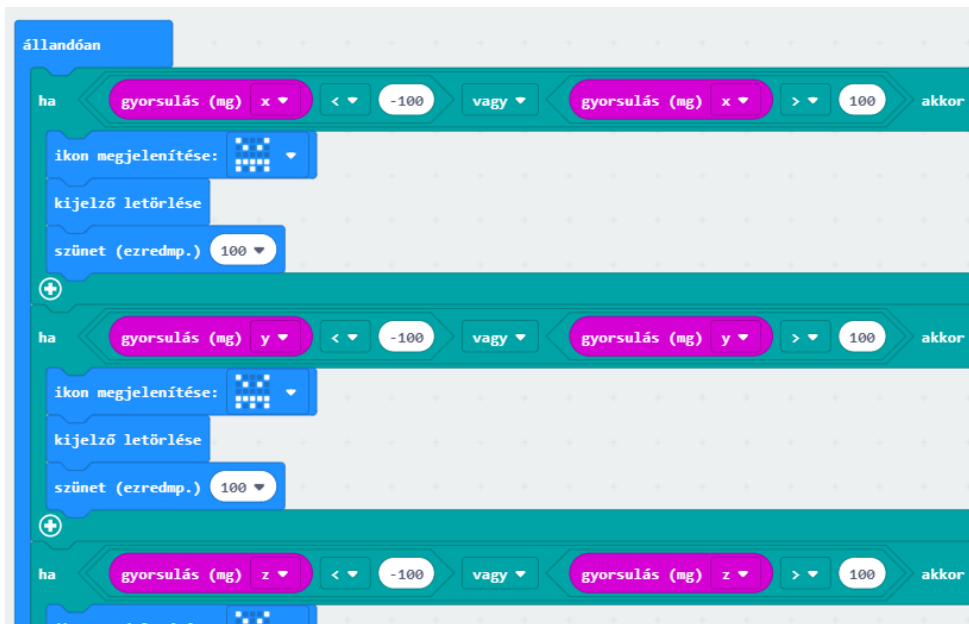 állandóan
ha gyorsulás (mg) x < -100 vagy gyorsulás (mg) x > 100 akkor
ikon megjelenítése:
kijelző letörlése
szünet (ezredmp.) 100
ha gyorsulás (mg) y < -100 vagy gyorsulás (mg) y > 100 akkor
ikon megjelenítése:
kijelző letörlése
szünet (ezredmp.) 100
ha gyorsulás (mg) z < -100 vagy gyorsulás (mg) z > 100 akkor